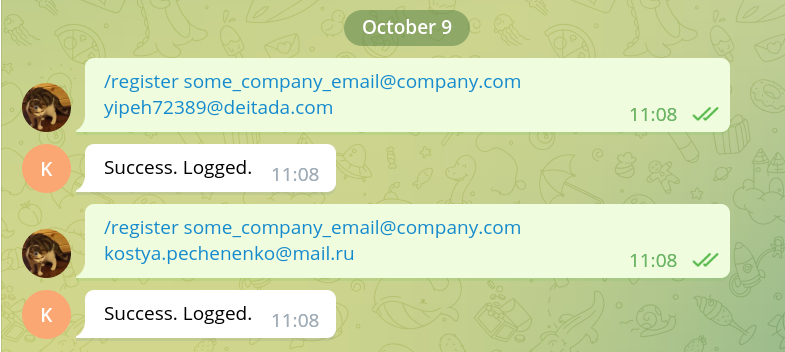 October 9
/register some_company_email@company.com
yipeh72389@deitada.com
11:08
K
Success. Logged.
11:08
/register some_company_email@company.com
kostya.pechenenko@mail.ru
11:08
K
Success. Logged.
11:08